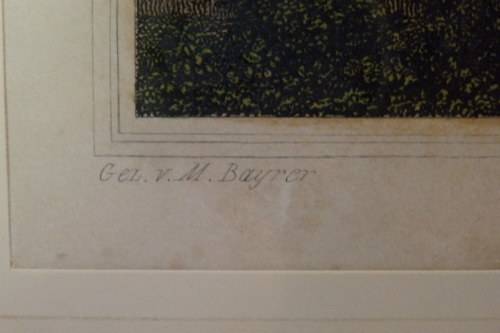 Gez. v. M. Bayrer